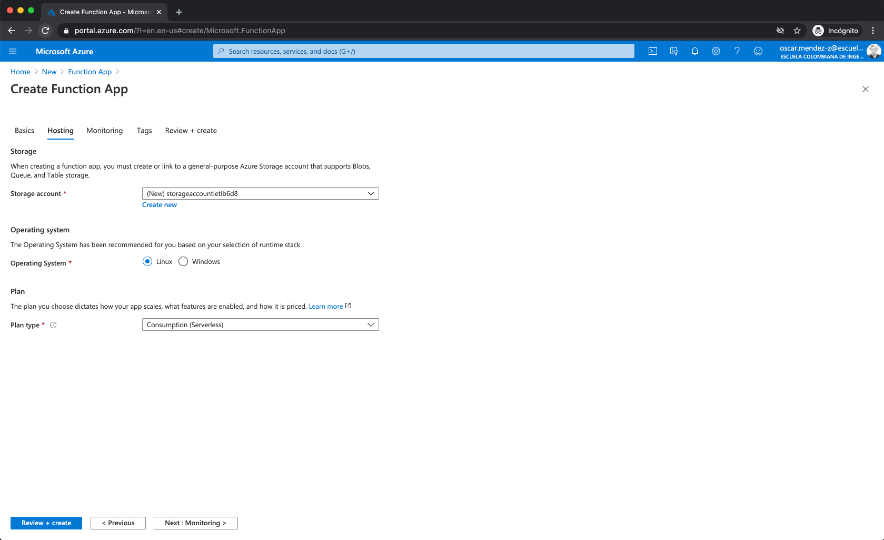 Create Function App - Microso
portal.azure.com/?l=en.en-us#create/Microsoft.FunctionApp
Incógnito
Microsoft Azure
Search resources, services, and docs (G+/)
oscar.mendez-z@escuel...
ESCUELA COLOMBIANA DE INGE...
Home > New > Function App >
Create Function App
Basics Hosting Monitoring Tags Review + create
Storage
When creating a function app, you must create or link to a general-purpose Azure Storage account that supports Blobs,
Queue, and Table storage.
Storage account *
(New) storageaccountietib6d8
Create new
Operating system
The Operating System has been recommended for you based on your selection of runtime stack.
Operating System * Linux Windows
Plan
The plan you choose dictates how your app scales, what features are enabled, and how it is priced. Learn more
Plan type * Consumption (Serverless)
Review + create < Previous Next : Monitoring >